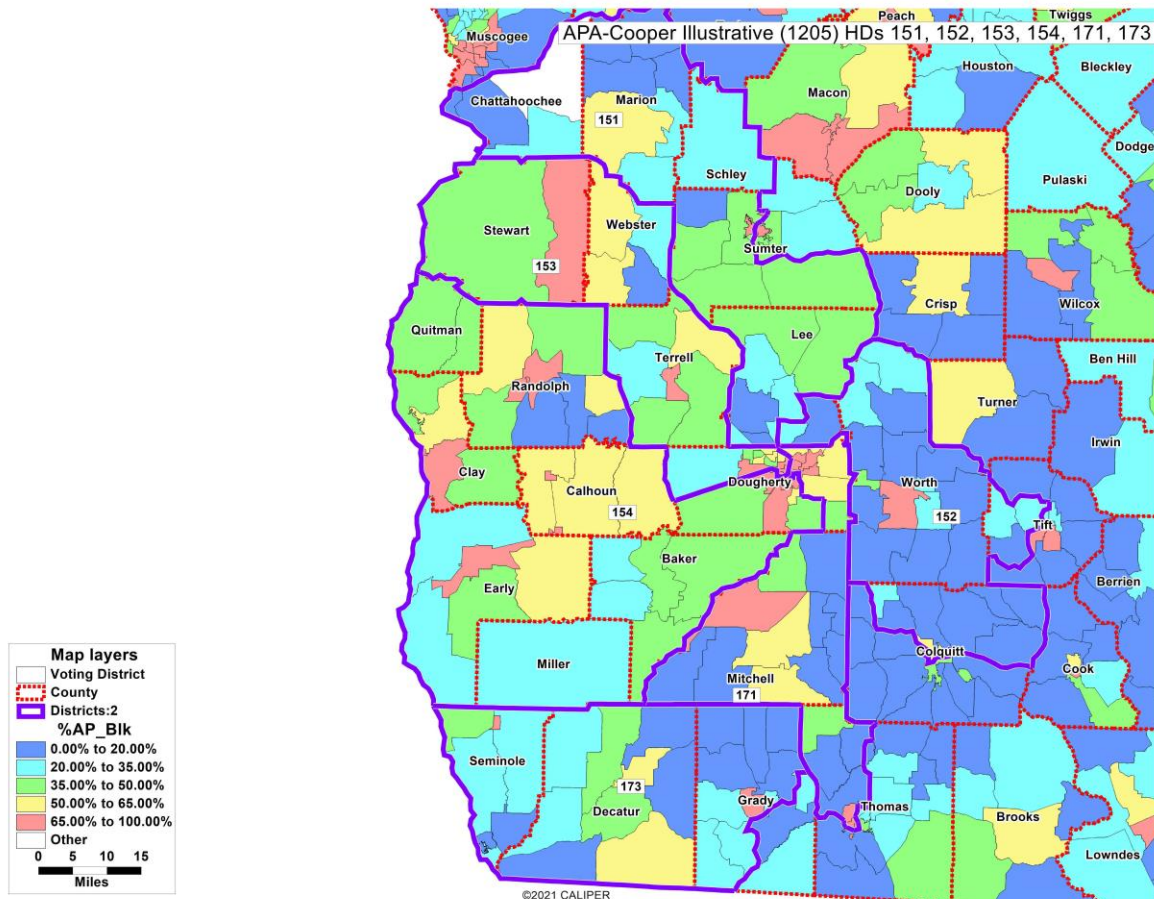 APA-Cooper Illustrative (1205) HDs 151, 152, 153, 154, 171, 173
Muscogee
Peach
Twiggs
Houston
Bleckley
Chattahoochee
Marion
Macon
151
Dodge
Schley
Dooly
Pulaski
Stewart
Webster
Sumter
153
Crisp
Wilcox
Quitman
Lee
Terrell
Ben Hill
Randolph
Turner
Irwin
Clay
Calhoun
Dougherty
Worth
154
152
Tift
Baker
Berrien
Early
Miller
Colquitt
Cook
Mitchell
171
Seminole
173
Decatur
Grady
Thomas
Brooks
Lowndes
Map layers
Voting District
County
Districts:2
%AP_Blk
0.00% to 20.00%
20.00% to 35.00%
35.00% to 50.00%
50.00% to 65.00%
65.00% to 100.00%
Other
0 5 10 15
Miles
©2021 CALIPER